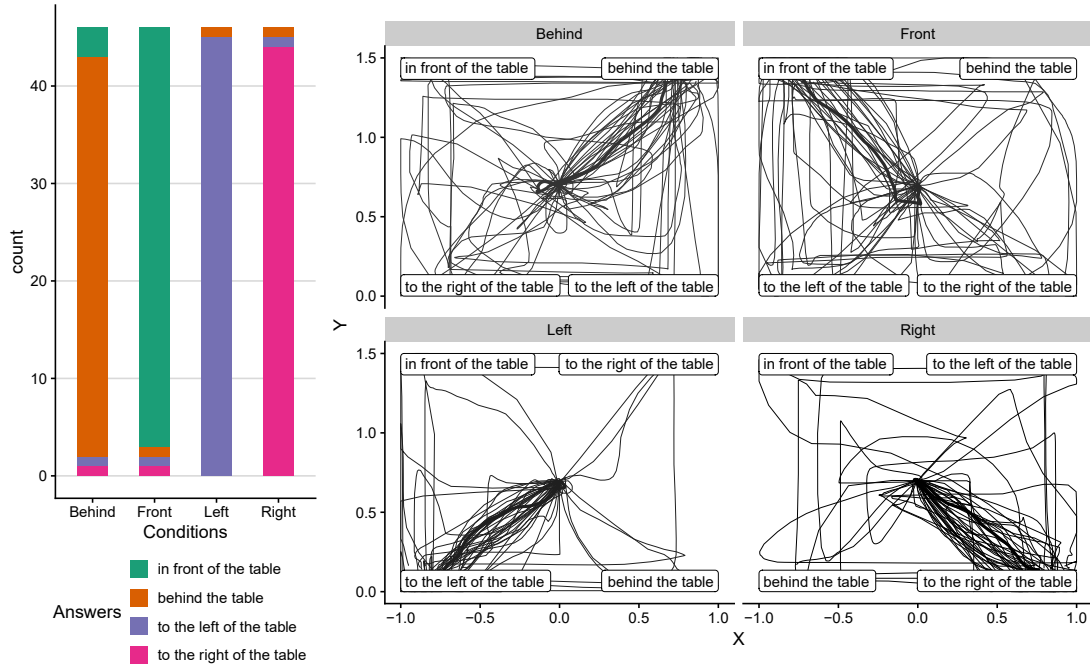 count
40
30
20
10
0
Behind Front Left Right
Conditions
Answers
in front of the table
behind the table
to the left of the table
to the right of the table
Y
Behind
1.5
1.0
0.5
0.0
in front of the table behind the table
to the right of the table to the left of the table
Front
in front of the table behind the table
to the left of the table to the right of the table
Left
1.5
1.0
0.5
0.0
in front of the table to the right of the table
to the left of the table behind the table
−1.0 −0.5 0.0 0.5 1.0
Right
in front of the table to the left of the table
behind the table to the right of the table
−1.0 −0.5 0.0 0.5 1.0
X